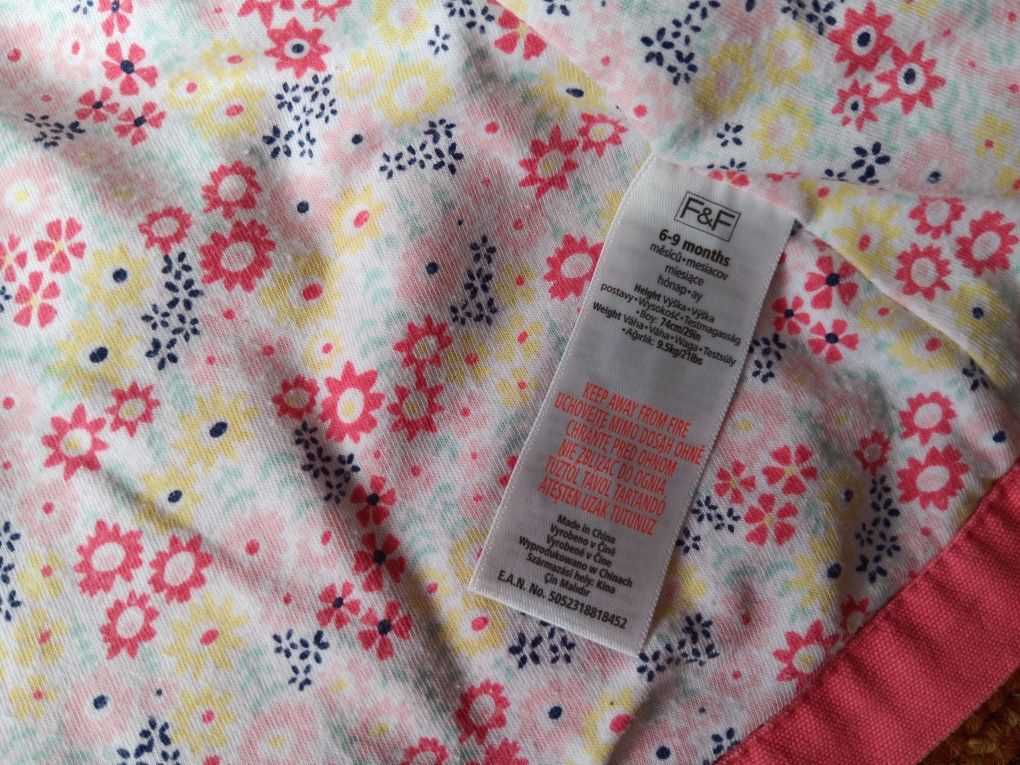 F&F
6-9 months
měsíců•mesiacov
miesiące
hónap•ay
Height Výška•Výška
postavy•Wysokość•Testmagasság
•Boy: 74cm/29in
Weight Váha•Váha•Waga•Testsúly
•Ağırlık: 9.5kg/21lbs
KEEP AWAY FROM FIRE
UCHOVEJTE MIMO DOSAH OHNĚ
CHRÁŇTE PRED OHŇOM
NIE ZBLIŻAĆ DO OGNIA,
TŰZTŐL TÁVOL TARTANDÓ
ATEŞTEN UZAK TUTUNUZ
Made in China
Vyrobeno v Číně
Vyrobené v Číne
Wyprodukowano w Chinach
Származási hely: Kína
Çin Malıdır
E.A.N. No. 5052318818452